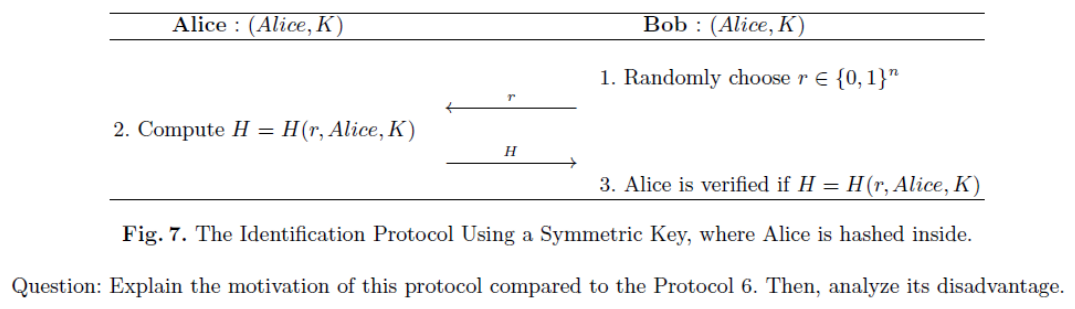 Alice : (Alice, K) Bob : (Alice, K)
1. Randomly choose r ∈ {0, 1}ⁿ
r
2. Compute H = H(r, Alice, K)
H
3. Alice is verified if H = H(r, Alice, K)
Fig. 7. The Identification Protocol Using a Symmetric Key, where Alice is hashed inside.
Question: Explain the motivation of this protocol compared to the Protocol 6. Then, analyze its disadvantage.